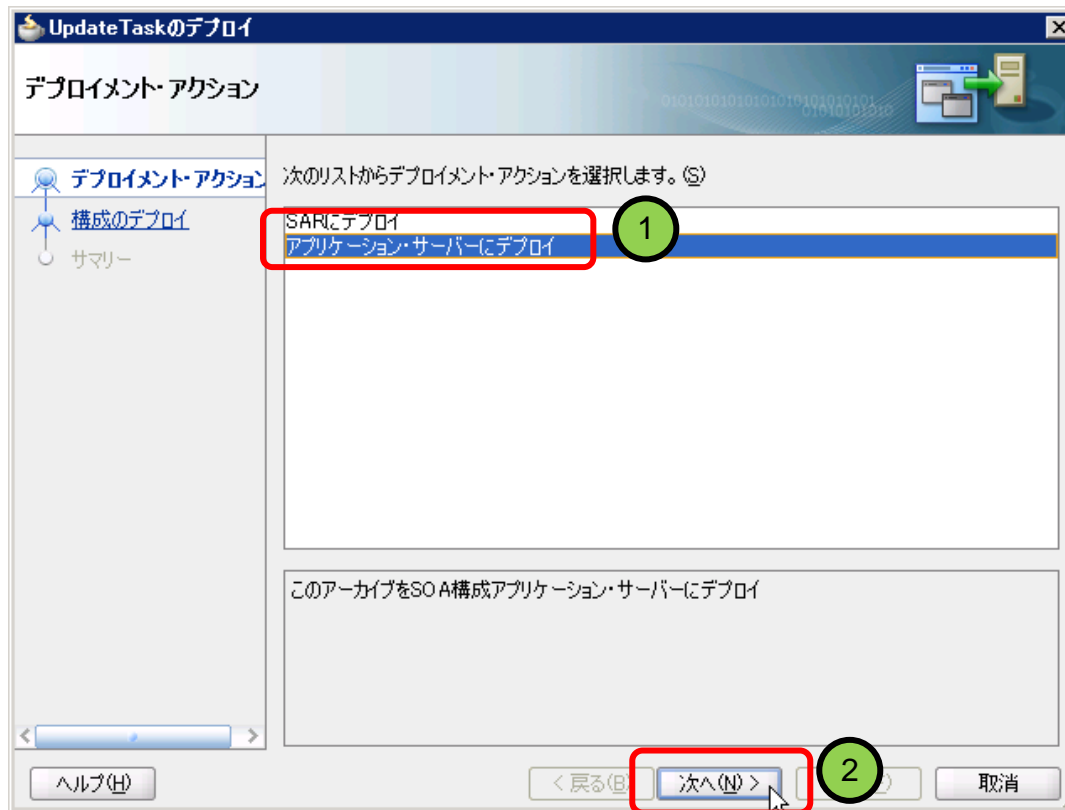 UpdateTaskのデプロイ
デプロイメント・アクション
010101010101010101010101
デプロイメント・アクション
構成のデプロイ
サマリー
次のリストからデプロイメント・アクションを選択します。(S)
SARにデプロイ
アプリケーション・サーバーにデプロイ
1
このアーカイブをSOA構成アプリケーション・サーバーにデプロイ
ヘルプ(H)
< 戻る(B)
次へ(N) >
2
取消